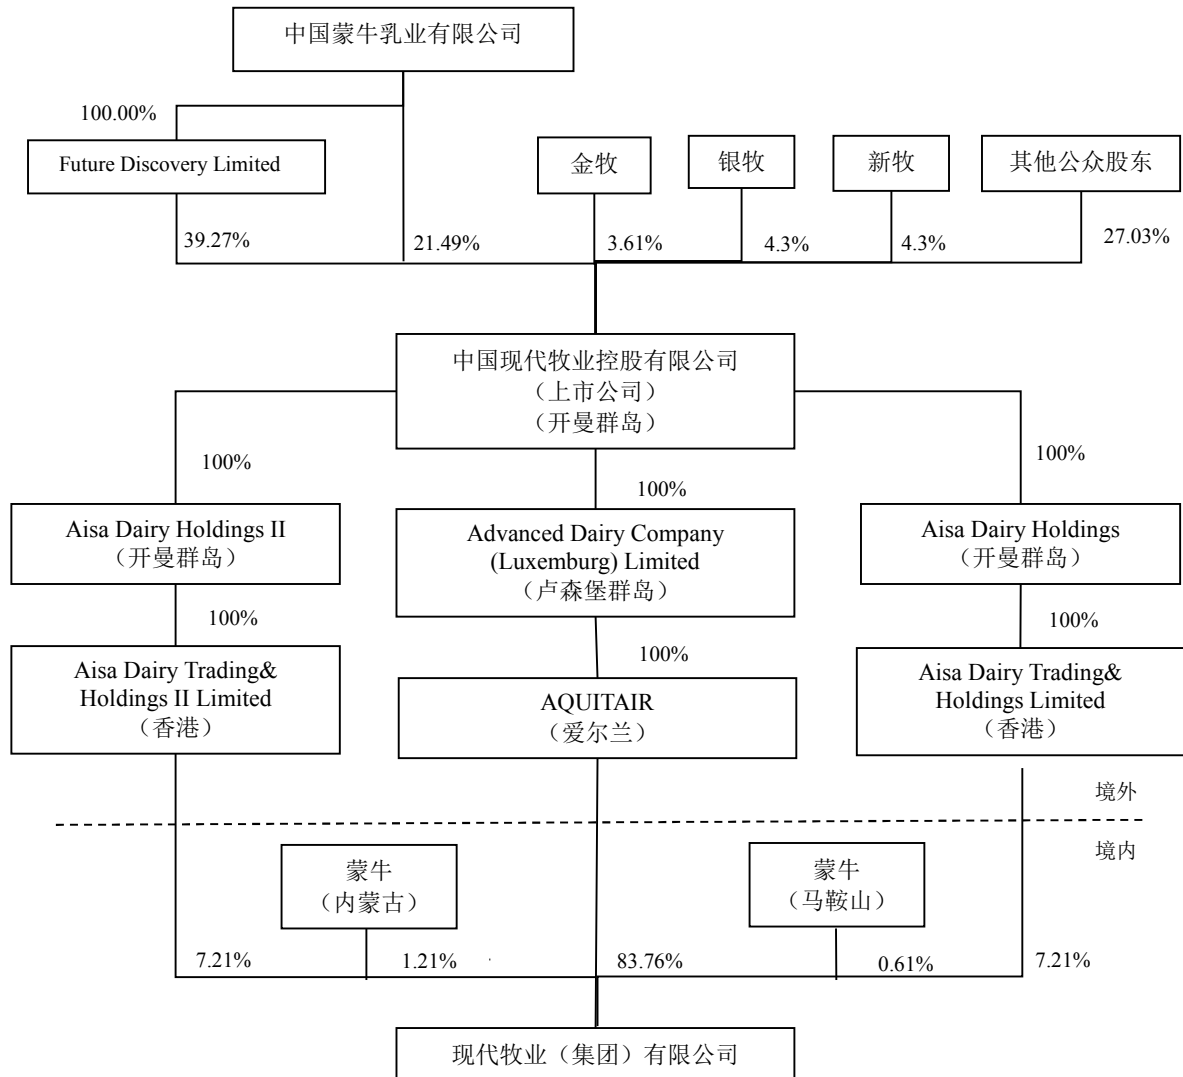 中国蒙牛乳业有限公司
100.00%
Future Discovery Limited
金牧
银牧
新牧
其他公众股东
39.27%
21.49%
3.61%
4.3%
4.3%
27.03%
中国现代牧业控股有限公司
（上市公司）
（开曼群岛）
100%
100%
100%
Aisa Dairy Holdings II
（开曼群岛）
Advanced Dairy Company
(Luxemburg) Limited
（卢森堡群岛）
Aisa Dairy Holdings
（开曼群岛）
100%
100%
100%
Aisa Dairy Trading&
Holdings II Limited
（香港）
AQUITAIR
（爱尔兰）
Aisa Dairy Trading&
Holdings Limited
（香港）
境外
境内
蒙牛
（内蒙古）
蒙牛
（马鞍山）
7.21%
1.21%
83.76%
0.61%
7.21%
现代牧业（集团）有限公司